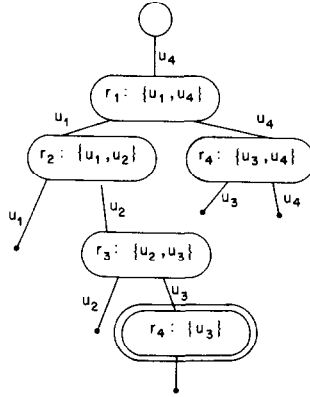 u₄
r₁ : {u₁ , u₄}
u₁ u₄
r₂ : {u₁ , u₂} r₄ : {u₃ , u₄}
u₁ u₂ u₃ u₄
r₃ : {u₂ , u₃}
u₂ u₃
r₄ : {u₃}